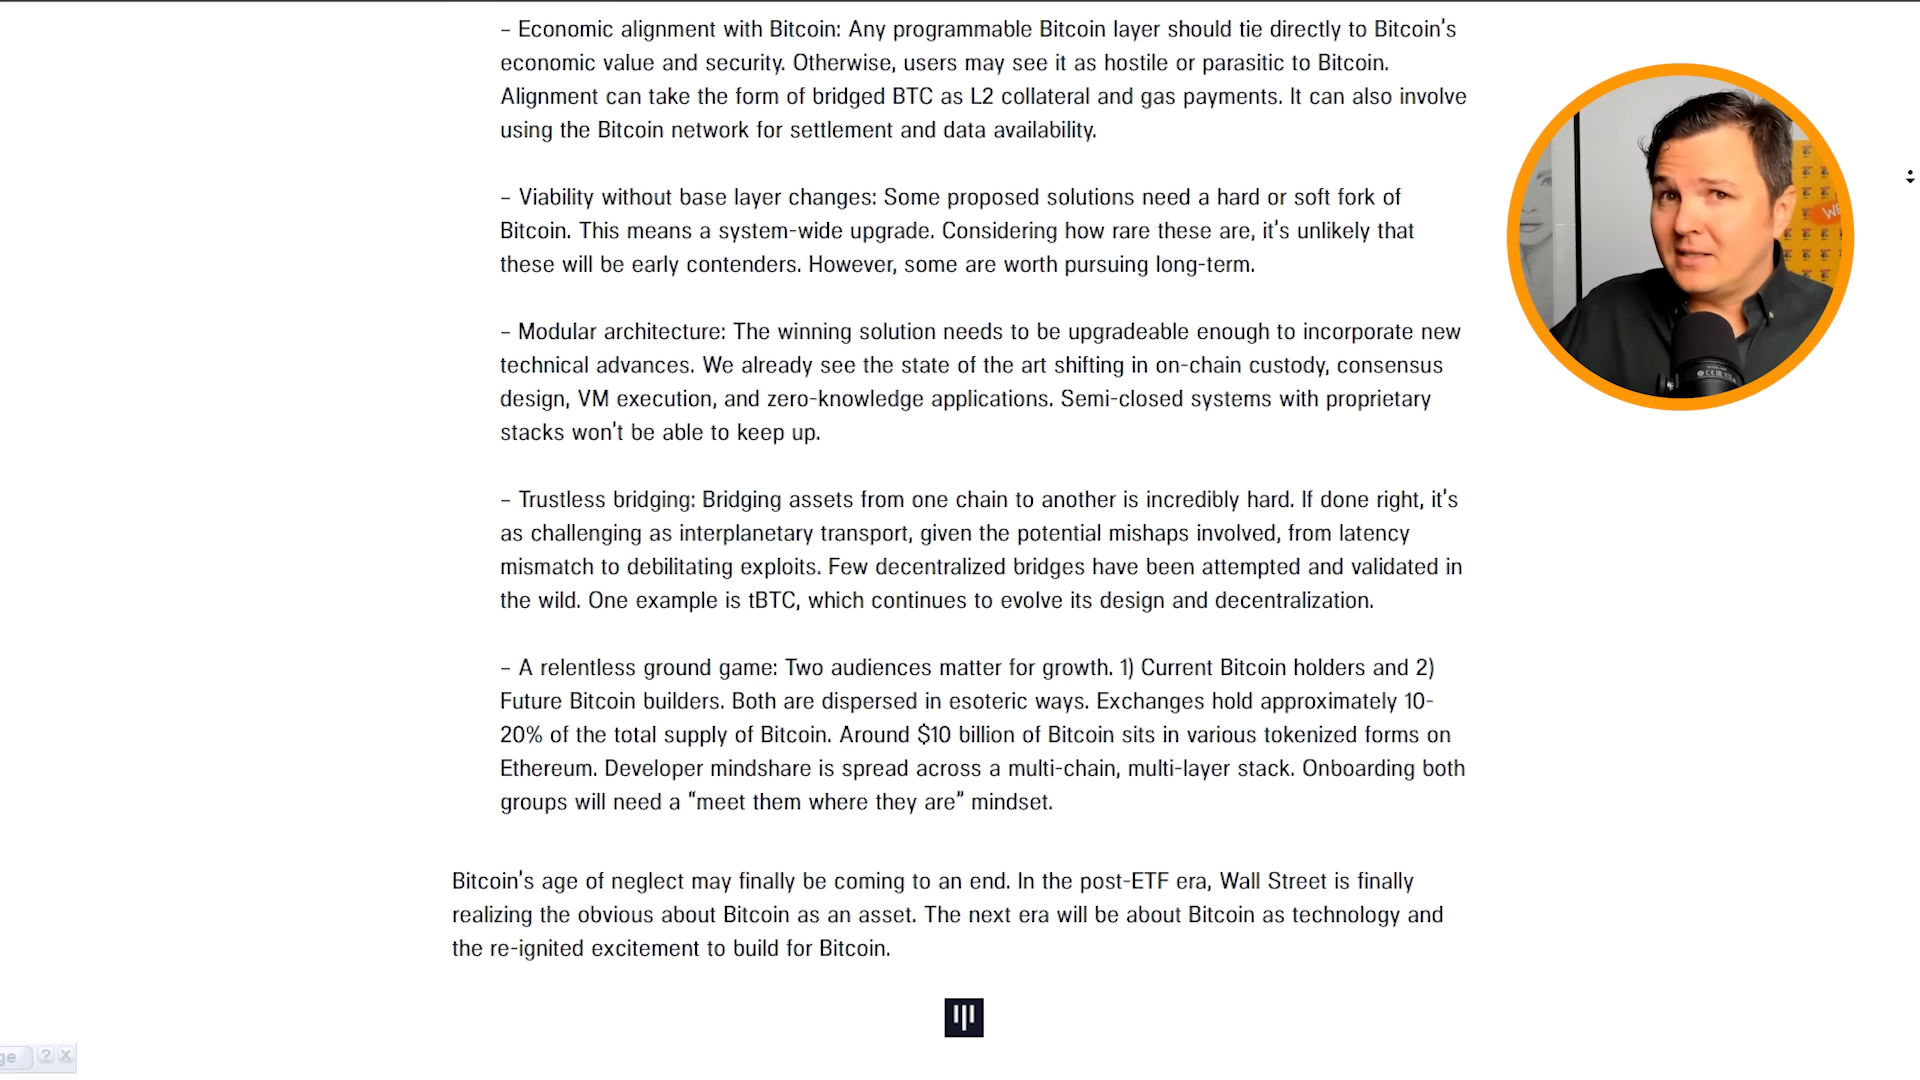 – Economic alignment with Bitcoin: Any programmable Bitcoin layer should tie directly to Bitcoin's
economic value and security. Otherwise, users may see it as hostile or parasitic to Bitcoin.
Alignment can take the form of bridged BTC as L2 collateral and gas payments. It can also involve
using the Bitcoin network for settlement and data availability.
– Viability without base layer changes: Some proposed solutions need a hard or soft fork of
Bitcoin. This means a system-wide upgrade. Considering how rare these are, it's unlikely that
these will be early contenders. However, some are worth pursuing long-term.
– Modular architecture: The winning solution needs to be upgradeable enough to incorporate new
technical advances. We already see the state of the art shifting in on-chain custody, consensus
design, VM execution, and zero-knowledge applications. Semi-closed systems with proprietary
stacks won't be able to keep up.
– Trustless bridging: Bridging assets from one chain to another is incredibly hard. If done right, it's
as challenging as interplanetary transport, given the potential mishaps involved, from latency
mismatch to debilitating exploits. Few decentralized bridges have been attempted and validated in
the wild. One example is tBTC, which continues to evolve its design and decentralization.
– A relentless ground game: Two audiences matter for growth. 1) Current Bitcoin holders and 2)
Future Bitcoin builders. Both are dispersed in esoteric ways. Exchanges hold approximately 10-
20% of the total supply of Bitcoin. Around $10 billion of Bitcoin sits in various tokenized forms on
Ethereum. Developer mindshare is spread across a multi-chain, multi-layer stack. Onboarding both
groups will need a “meet them where they are” mindset.
Bitcoin's age of neglect may finally be coming to an end. In the post-ETF era, Wall Street is finally
realizing the obvious about Bitcoin as an asset. The next era will be about Bitcoin as technology and
the re-ignited excitement to build for Bitcoin.
ge ? x